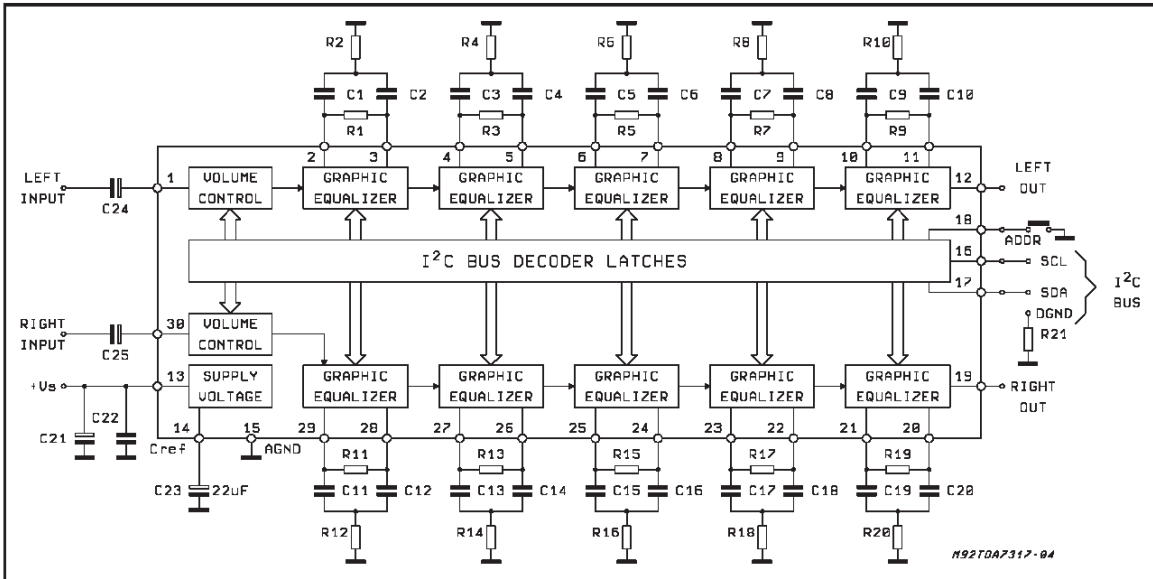 R2 R4 R6 R8 R10
C1 C2 C3 C4 C5 C6 C7 C8 C9 C10
R1 R3 R5 R7 R9
2 3 4 5 6 7 8 9 10 11
LEFT INPUT
C24
1
VOLUME CONTROL
GRAPHIC EQUALIZER
GRAPHIC EQUALIZER
GRAPHIC EQUALIZER
GRAPHIC EQUALIZER
GRAPHIC EQUALIZER
12
LEFT OUT
18
ADDR
I²C BUS DECODER LATCHES
16
SCL
17
SDA
I²C BUS
DGND
R21
RIGHT INPUT
C25
30
VOLUME CONTROL
+Vs
13
SUPPLY VOLTAGE
GRAPHIC EQUALIZER
GRAPHIC EQUALIZER
GRAPHIC EQUALIZER
GRAPHIC EQUALIZER
GRAPHIC EQUALIZER
19
RIGHT OUT
C22
C21
14 15 29 28 27 26 25 24 23 22 21 20
Cref AGND
R11 R13 R15 R17 R19
C23 22uF
C11 C12 C13 C14 C15 C16 C17 C18 C19 C20
R12 R14 R16 R18 R20
M92TDA7317-04